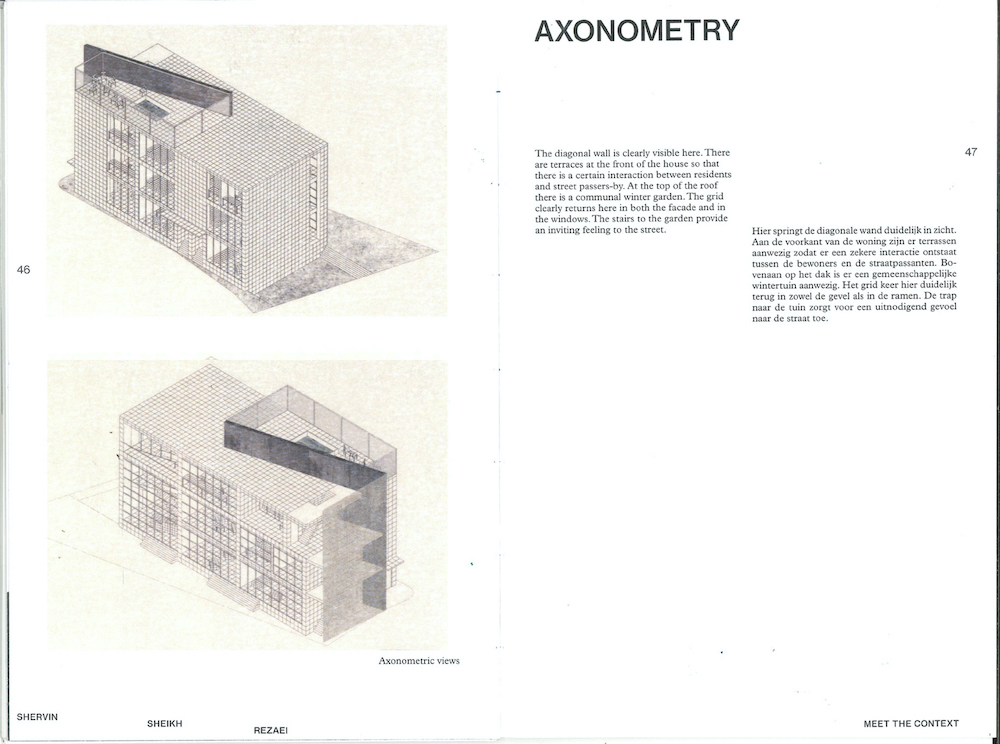 46
Axonometric views
SHERVIN
SHEIKH
REZAEI
AXONOMETRY
47
The diagonal wall is clearly visible here. There
are terraces at the front of the house so that
there is a certain interaction between residents
and street passers-by. At the top of the roof
there is a communal winter garden. The grid
clearly returns here in both the facade and in
the windows. The stairs to the garden provide
an inviting feeling to the street.
Hier springt de diagonale wand duidelijk in zicht.
Aan de voorkant van de woning zijn er terrassen
aanwezig zodat er een zekere interactie ontstaat
tussen de bewoners en de straatpassanten. Bo-
venaan op het dak is er een gemeenschappelijke
wintertuin aanwezig. Het grid keer hier duidelijk
terug in zowel de gevel als in de ramen. De trap
naar de tuin zorgt voor een uitnodigend gevoel
naar de straat toe.
MEET THE CONTEXT